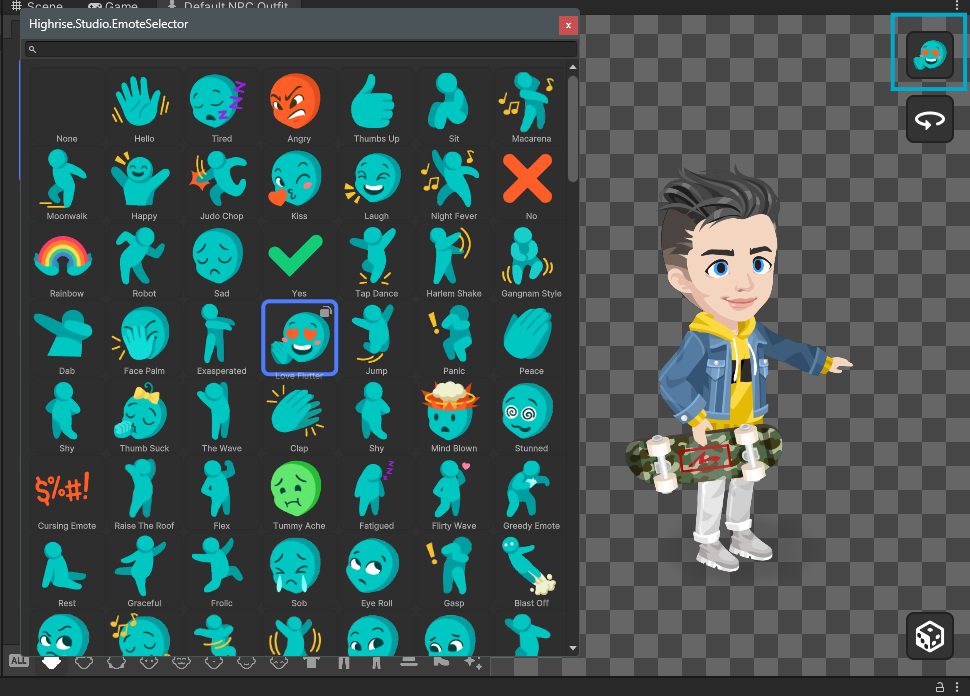 Scene
Game
Default NPC Outfit
Highrise.Studio.EmoteSelector
x
None Hello Tired Angry Thumbs Up Sit Macarena
Moonwalk Happy Judo Chop Kiss Laugh Night Fever No
Rainbow Robot Sad Yes Tap Dance Harlem Shake Gangnam Style
Dab Face Palm Exasperated Love Flutter Jump Panic Peace
Shy Thumb Suck The Wave Clap Shy Mind Blown Stunned
$%#!
Cursing Emote Raise The Roof Flex Tummy Ache Fatigued Flirty Wave Greedy Emote
Rest Graceful Frolic Sob Eye Roll Gasp Blast Off
ALL